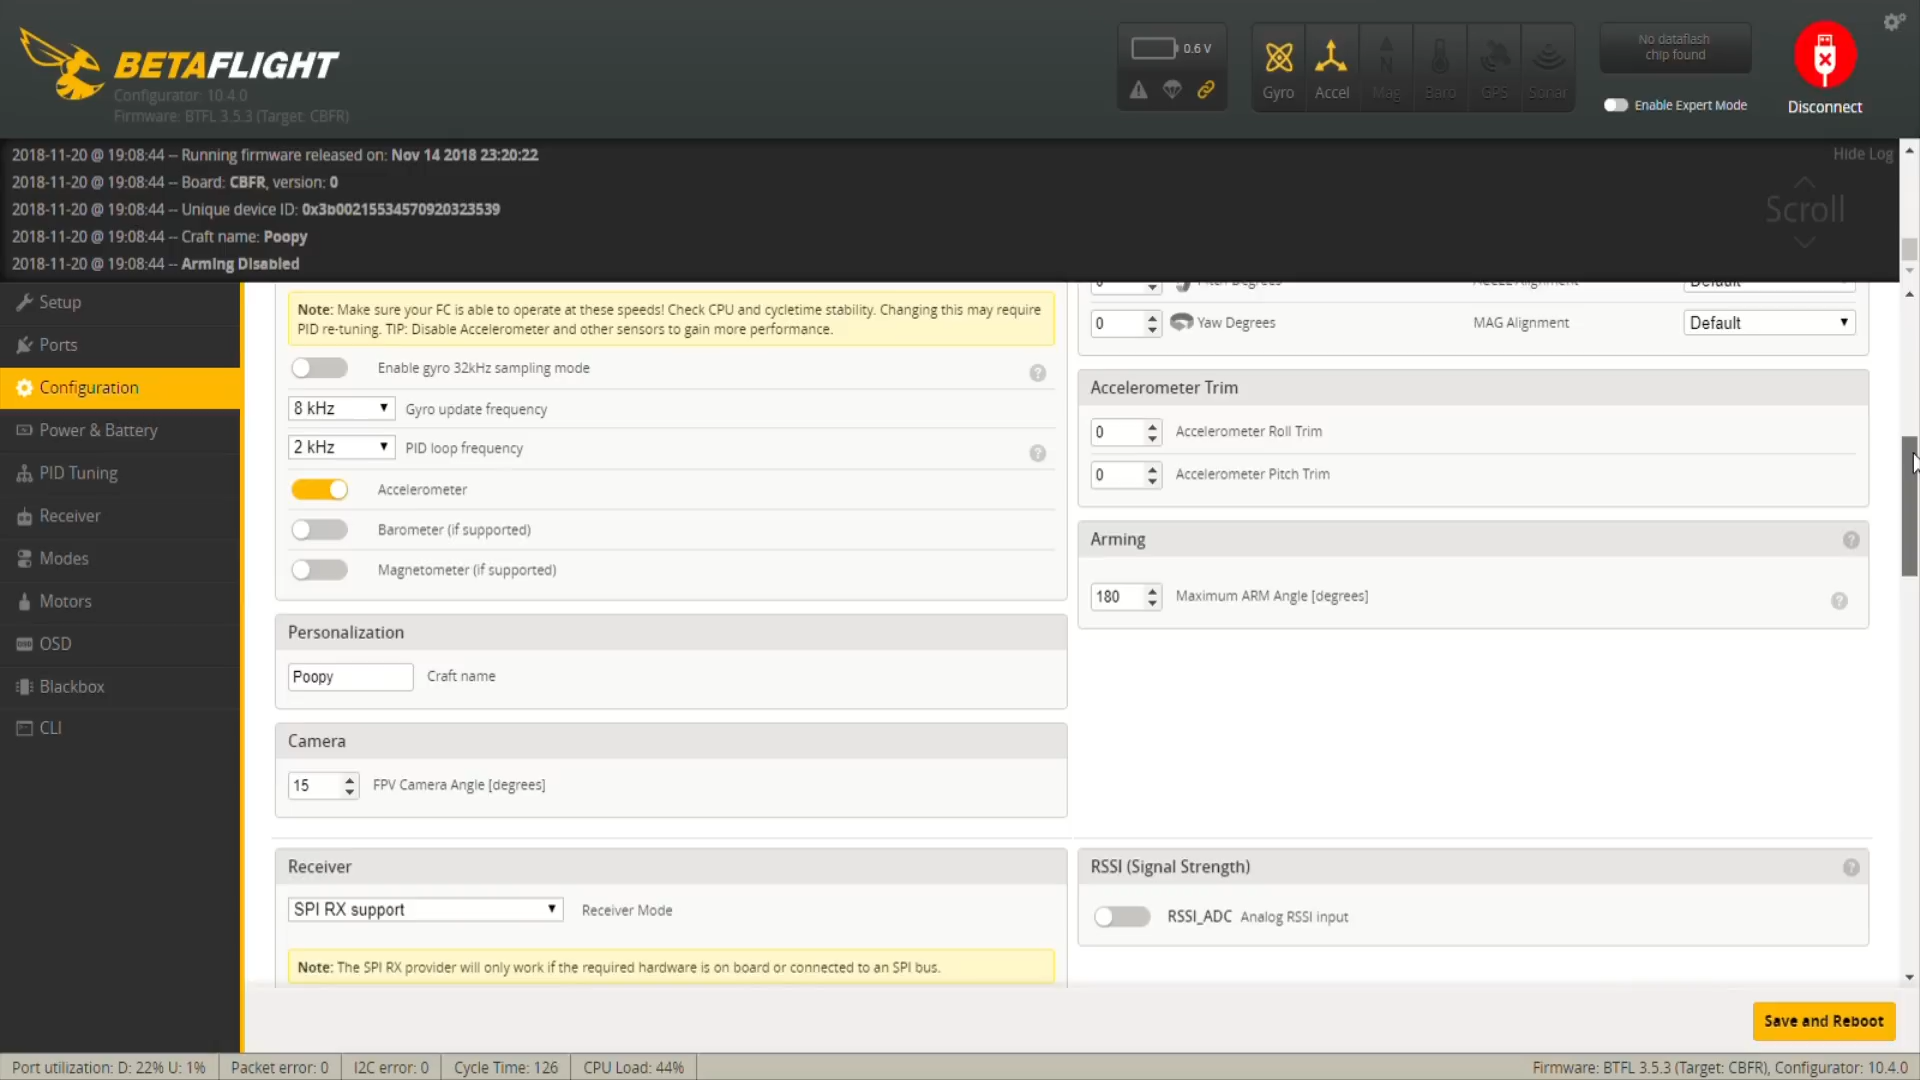 BETAFLIGHT
Configurator: 10.4.0
Firmware: BTFL 3.5.3 (Target: CBFR)
0.6 V
Gyro
Accel
Mag
Baro
GPS
Sonar
No dataflash
chip found
Enable Expert Mode
Disconnect
2018-11-20 @ 19:08:44 -- Running firmware released on: Nov 14 2018 23:20:22
2018-11-20 @ 19:08:44 -- Board: CBFR, version: 0
2018-11-20 @ 19:08:44 -- Unique device ID: 0x3b00215534570920323539
2018-11-20 @ 19:08:44 -- Craft name: Poopy
2018-11-20 @ 19:08:44 -- Arming Disabled
Hide Log
Scroll
Setup
Ports
Configuration
Power & Battery
PID Tuning
Receiver
Modes
Motors
OSD
Blackbox
CLI
Note: Make sure your FC is able to operate at these speeds! Check CPU and cycletime stability. Changing this may require
PID re-tuning. TIP: Disable Accelerometer and other sensors to gain more performance.
Enable gyro 32kHz sampling mode
8 kHz Gyro update frequency
2 kHz PID loop frequency
Accelerometer
Barometer (if supported)
Magnetometer (if supported)
Personalization
Poopy Craft name
Camera
15 FPV Camera Angle [degrees]
Receiver
SPI RX support Receiver Mode
Note: The SPI RX provider will only work if the required hardware is on board or connected to an SPI bus.
0 Pitch Degrees ACCEL Alignment Default
0 Yaw Degrees MAG Alignment Default
Accelerometer Trim
0 Accelerometer Roll Trim
0 Accelerometer Pitch Trim
Arming
180 Maximum ARM Angle [degrees]
RSSI (Signal Strength)
RSSI_ADC Analog RSSI input
Save and Reboot
Port utilization: D: 22% U: 1%
Packet error: 0
I2C error: 0
Cycle Time: 126
CPU Load: 44%
Firmware: BTFL 3.5.3 (Target: CBFR), Configurator: 10.4.0